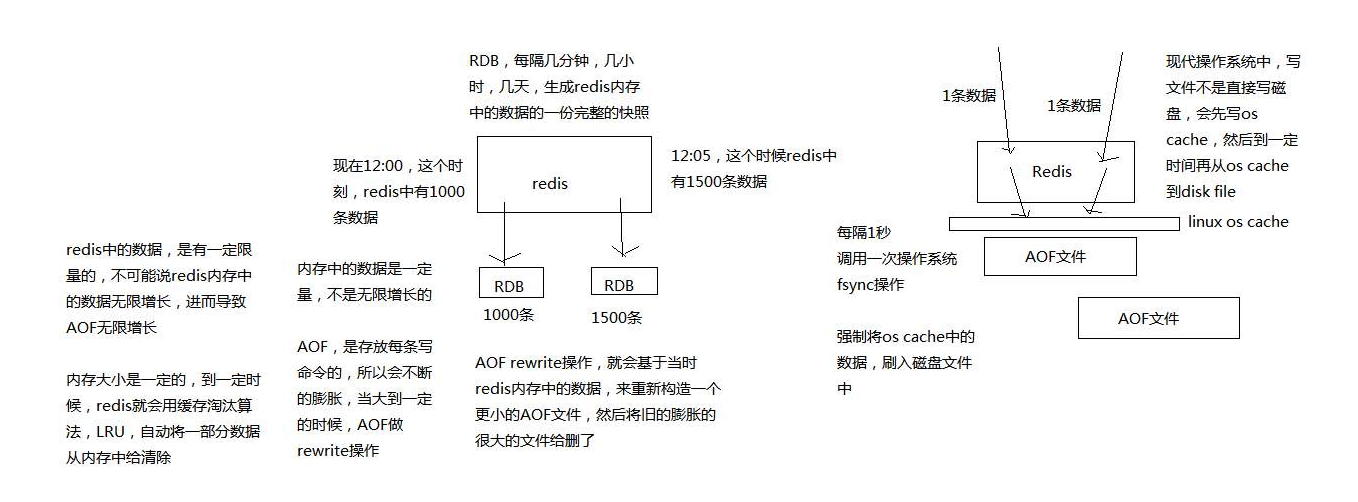 RDB，每隔几分钟，几小
时，几天，生成redis内存
中的数据的一份完整的快照
现在12:00，这个时
刻，redis中有1000
条数据
redis
12:05，这个时候redis中
有1500条数据
RDB
1000条
RDB
1500条
redis中的数据，是有一定限
量的，不可能说redis内存中
的数据无限增长，进而导致
AOF无限增长
内存大小是一定的，到一定时
候，redis就会用缓存淘汰算
法，LRU，自动将一部分数据
从内存中给清除
内存中的数据是一定
量，不是无限增长的
AOF，是存放每条写
命令的，所以会不断
的膨胀，当大到一定
的时候，AOF做
rewrite操作
AOF rewrite操作，就会基于当时
redis内存中的数据，来重新构造一个
更小的AOF文件，然后将旧的膨胀的
很大的文件给删了
1条数据
1条数据
Redis
现代操作系统中，写
文件不是直接写磁
盘，会先写os
cache，然后到一定
时间再从os cache
到disk file
linux os cache
每隔1秒
调用一次操作系统
fsync操作
强制将os cache中的
数据，刷入磁盘文件
中
AOF文件
AOF文件